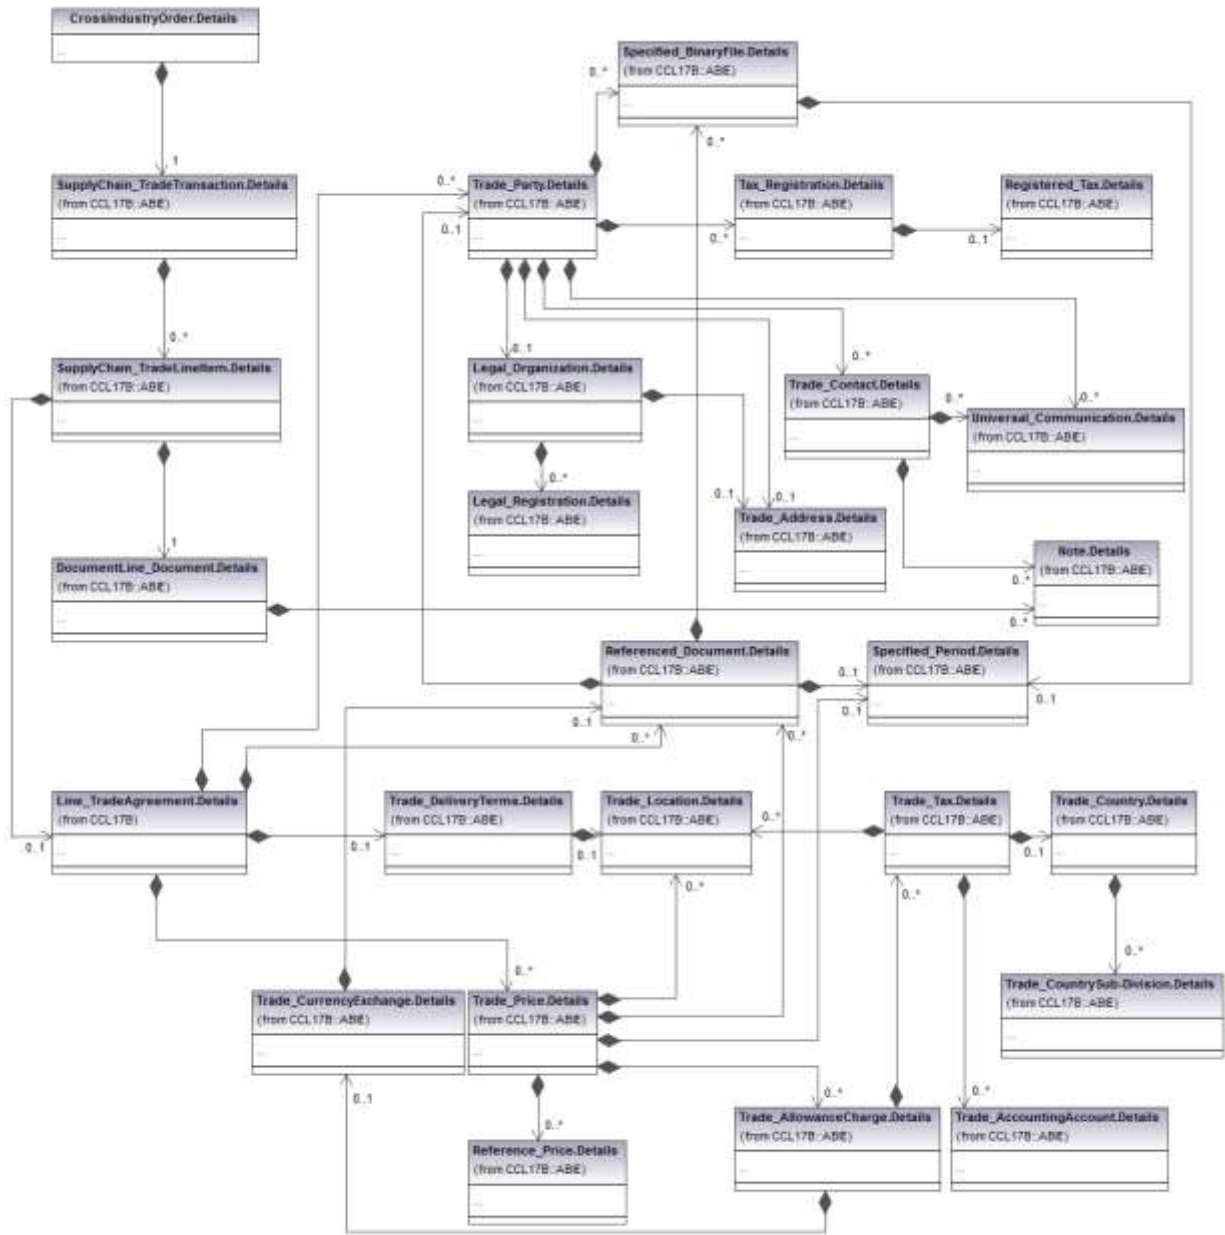 CrossIndustryOrder.Details
...
Specified_BinaryFile.Details
(from CCL17B::ABIE)
...
0..*
0..*
1
SupplyChain_TradeTransaction.Details
(from CCL17B::ABIE)
...
0..*
0..1
Trade_Party.Details
(from CCL17B::ABIE)
...
0..*
Tax_Registration.Details
(from CCL17B::ABIE)
...
0..1
Registered_Tax.Details
(from CCL17B::ABIE)
...
0..*
SupplyChain_TradeLineItem.Details
(from CCL17B::ABIE)
...
0..1
Legal_Organization.Details
(from CCL17B::ABIE)
...
0..*
Trade_Contact.Details
(from CCL17B::ABIE)
...
0..*
0..*
Universal_Communication.Details
(from CCL17B::ABIE)
...
0..*
Legal_Registration.Details
(from CCL17B::ABIE)
...
0..1
0..1
Trade_Address.Details
(from CCL17B::ABIE)
...
1
DocumentLine_Document.Details
(from CCL17B::ABIE)
...
Note.Details
(from CCL17B::ABIE)
...
0..*
0..*
Referenced_Document.Details
(from CCL17B::ABIE)
...
0..1
0..*
0..*
Specified_Period.Details
(from CCL17B::ABIE)
...
0..1
0..1
0..1
Line_TradeAgreement.Details
(from CCL17B)
...
0..1
Trade_DeliveryTerms.Details
(from CCL17B::ABIE)
...
0..1
Trade_Location.Details
(from CCL17B::ABIE)
...
0..1
0..*
0..*
Trade_Tax.Details
(from CCL17B::ABIE)
...
0..*
Trade_Country.Details
(from CCL17B::ABIE)
...
0..1
0..*
Trade_CurrencyExchange.Details
(from CCL17B::ABIE)
...
0..1
0..*
Trade_Price.Details
(from CCL17B::ABIE)
...
Trade_CountrySub-Division.Details
(from CCL17B::ABIE)
...
0..*
Reference_Price.Details
(from CCL17B::ABIE)
...
0..*
Trade_AllowanceCharge.Details
(from CCL17B::ABIE)
...
0..*
Trade_AccountingAccount.Details
(from CCL17B::ABIE)
...